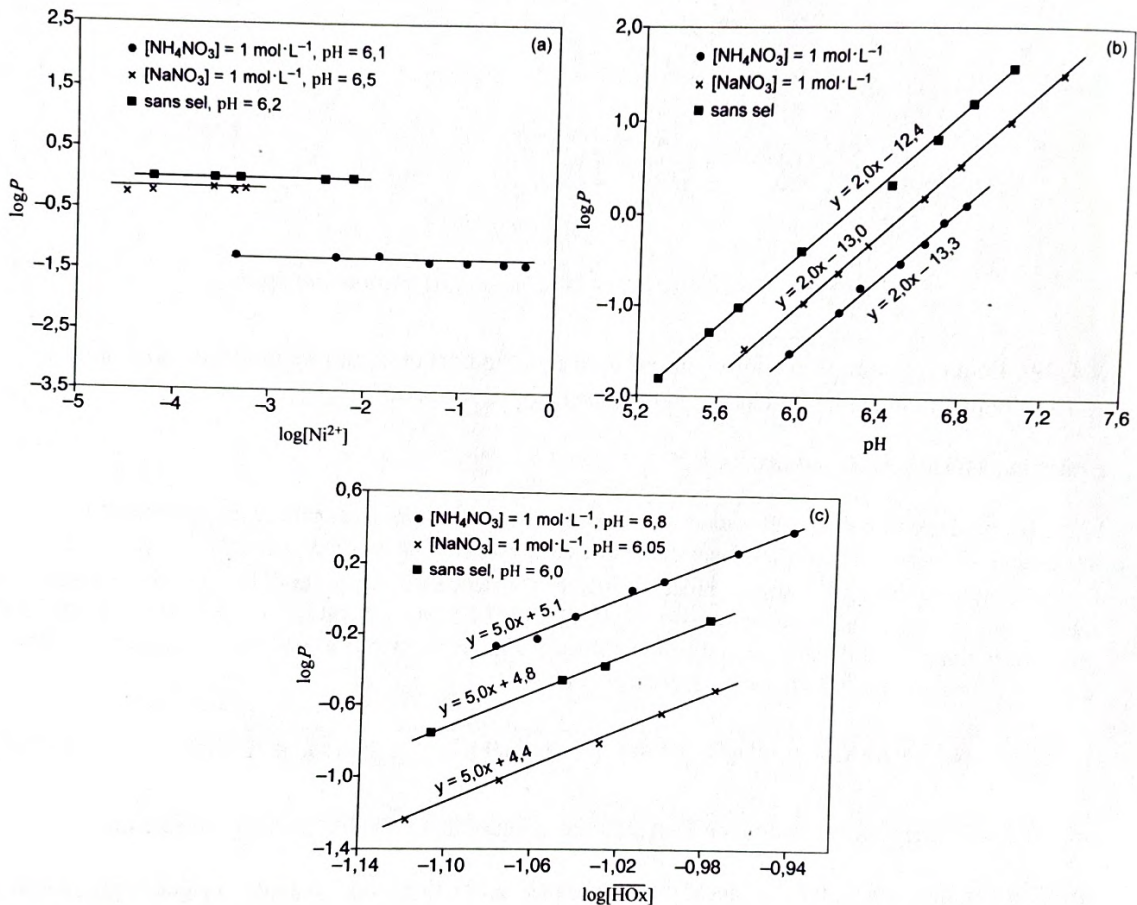 (a)
● [NH₄NO₃] = 1 mol·L⁻¹, pH = 6,1
× [NaNO₃] = 1 mol·L⁻¹, pH = 6,5
■ sans sel, pH = 6,2
logP
2,5
1,5
0,5
−0,5
−1,5
−2,5
−3,5
−5 −4 −3 −2 −1 0
log[Ni²⁺]
(b)
● [NH₄NO₃] = 1 mol·L⁻¹
× [NaNO₃] = 1 mol·L⁻¹
■ sans sel
y = 2,0x − 12,4
y = 2,0x − 13,0
y = 2,0x − 13,3
logP
2,0
1,0
0,0
−1,0
−2,0
5,2 5,6 6,0 6,4 6,8 7,2 7,6
pH
(c)
● [NH₄NO₃] = 1 mol·L⁻¹, pH = 6,8
× [NaNO₃] = 1 mol·L⁻¹, pH = 6,05
■ sans sel, pH = 6,0
y = 5,0x + 5,1
y = 5,0x + 4,8
y = 5,0x + 4,4
logP
0,6
0,2
−0,2
−0,6
−1,0
−1,4
−1,14 −1,10 −1,06 −1,02 −0,98 −0,94
log[H̅O̅x̅]